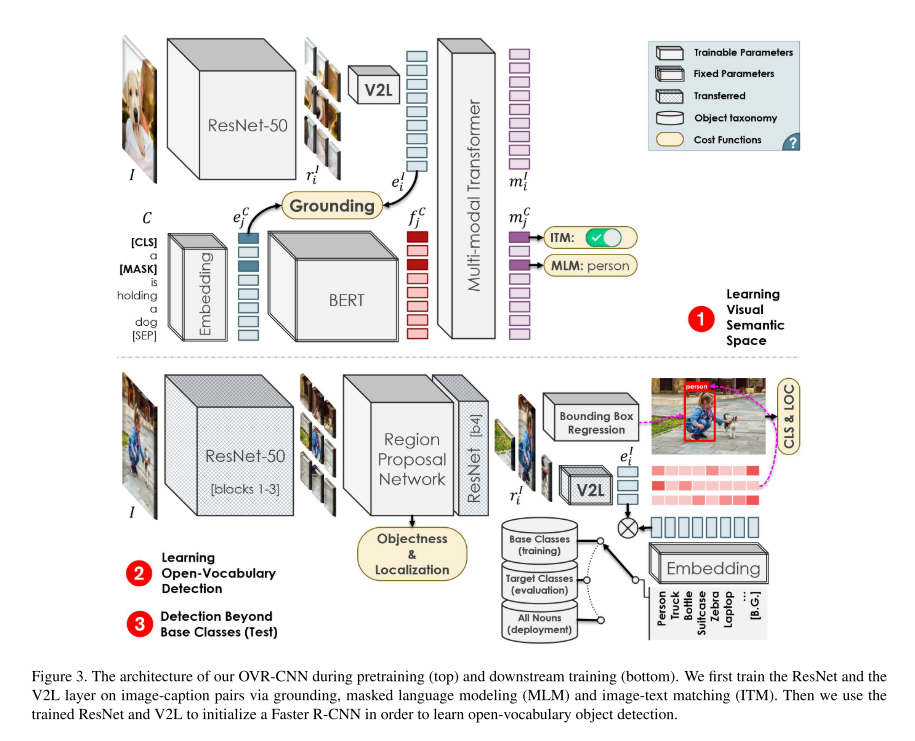 ResNet-50
V2L
Multi-modal Transformer
I
r_i^I
e_i^I
m_i^I
Trainable Parameters
Fixed Parameters
Transferred
Object taxonomy
Cost Functions
?
Grounding
C
e_j^C
f_j^C
m_j^C
[CLS]
a
[MASK]
is
holding
a
dog
[SEP]
Embedding
BERT
ITM:
MLM: person
1
Learning
Visual
Semantic
Space
ResNet-50
[blocks 1-3]
I
Region
Proposal
Network
ResNet [b4]
r_i^I
Bounding Box
Regression
person
CLS & LOC
V2L
e_i^I
Objectness
&
Localization
2
Learning
Open-Vocabulary
Detection
3
Detection Beyond
Base Classes (Test)
Base Classes
(training)
Target Classes
(evaluation)
All Nouns
(deployment)
Embedding
Person
Truck
Bottle
Suitcase
Zebra
Laptop
...
[B.G.]
Figure 3. The architecture of our OVR-CNN during pretraining (top) and downstream training (bottom). We first train the ResNet and the
V2L layer on image-caption pairs via grounding, masked language modeling (MLM) and image-text matching (ITM). Then we use the
trained ResNet and V2L to initialize a Faster R-CNN in order to learn open-vocabulary object detection.